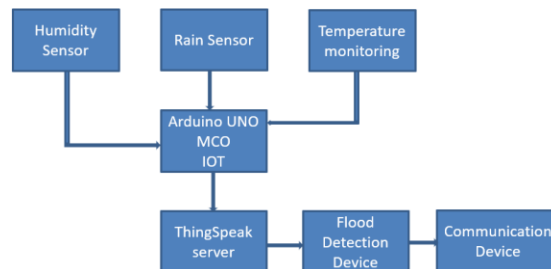 Humidity
Sensor
Rain Sensor
Temperature
monitoring
Arduino UNO
MCO
IOT
ThingSpeak
server
Flood
Detection
Device
Communication
Device